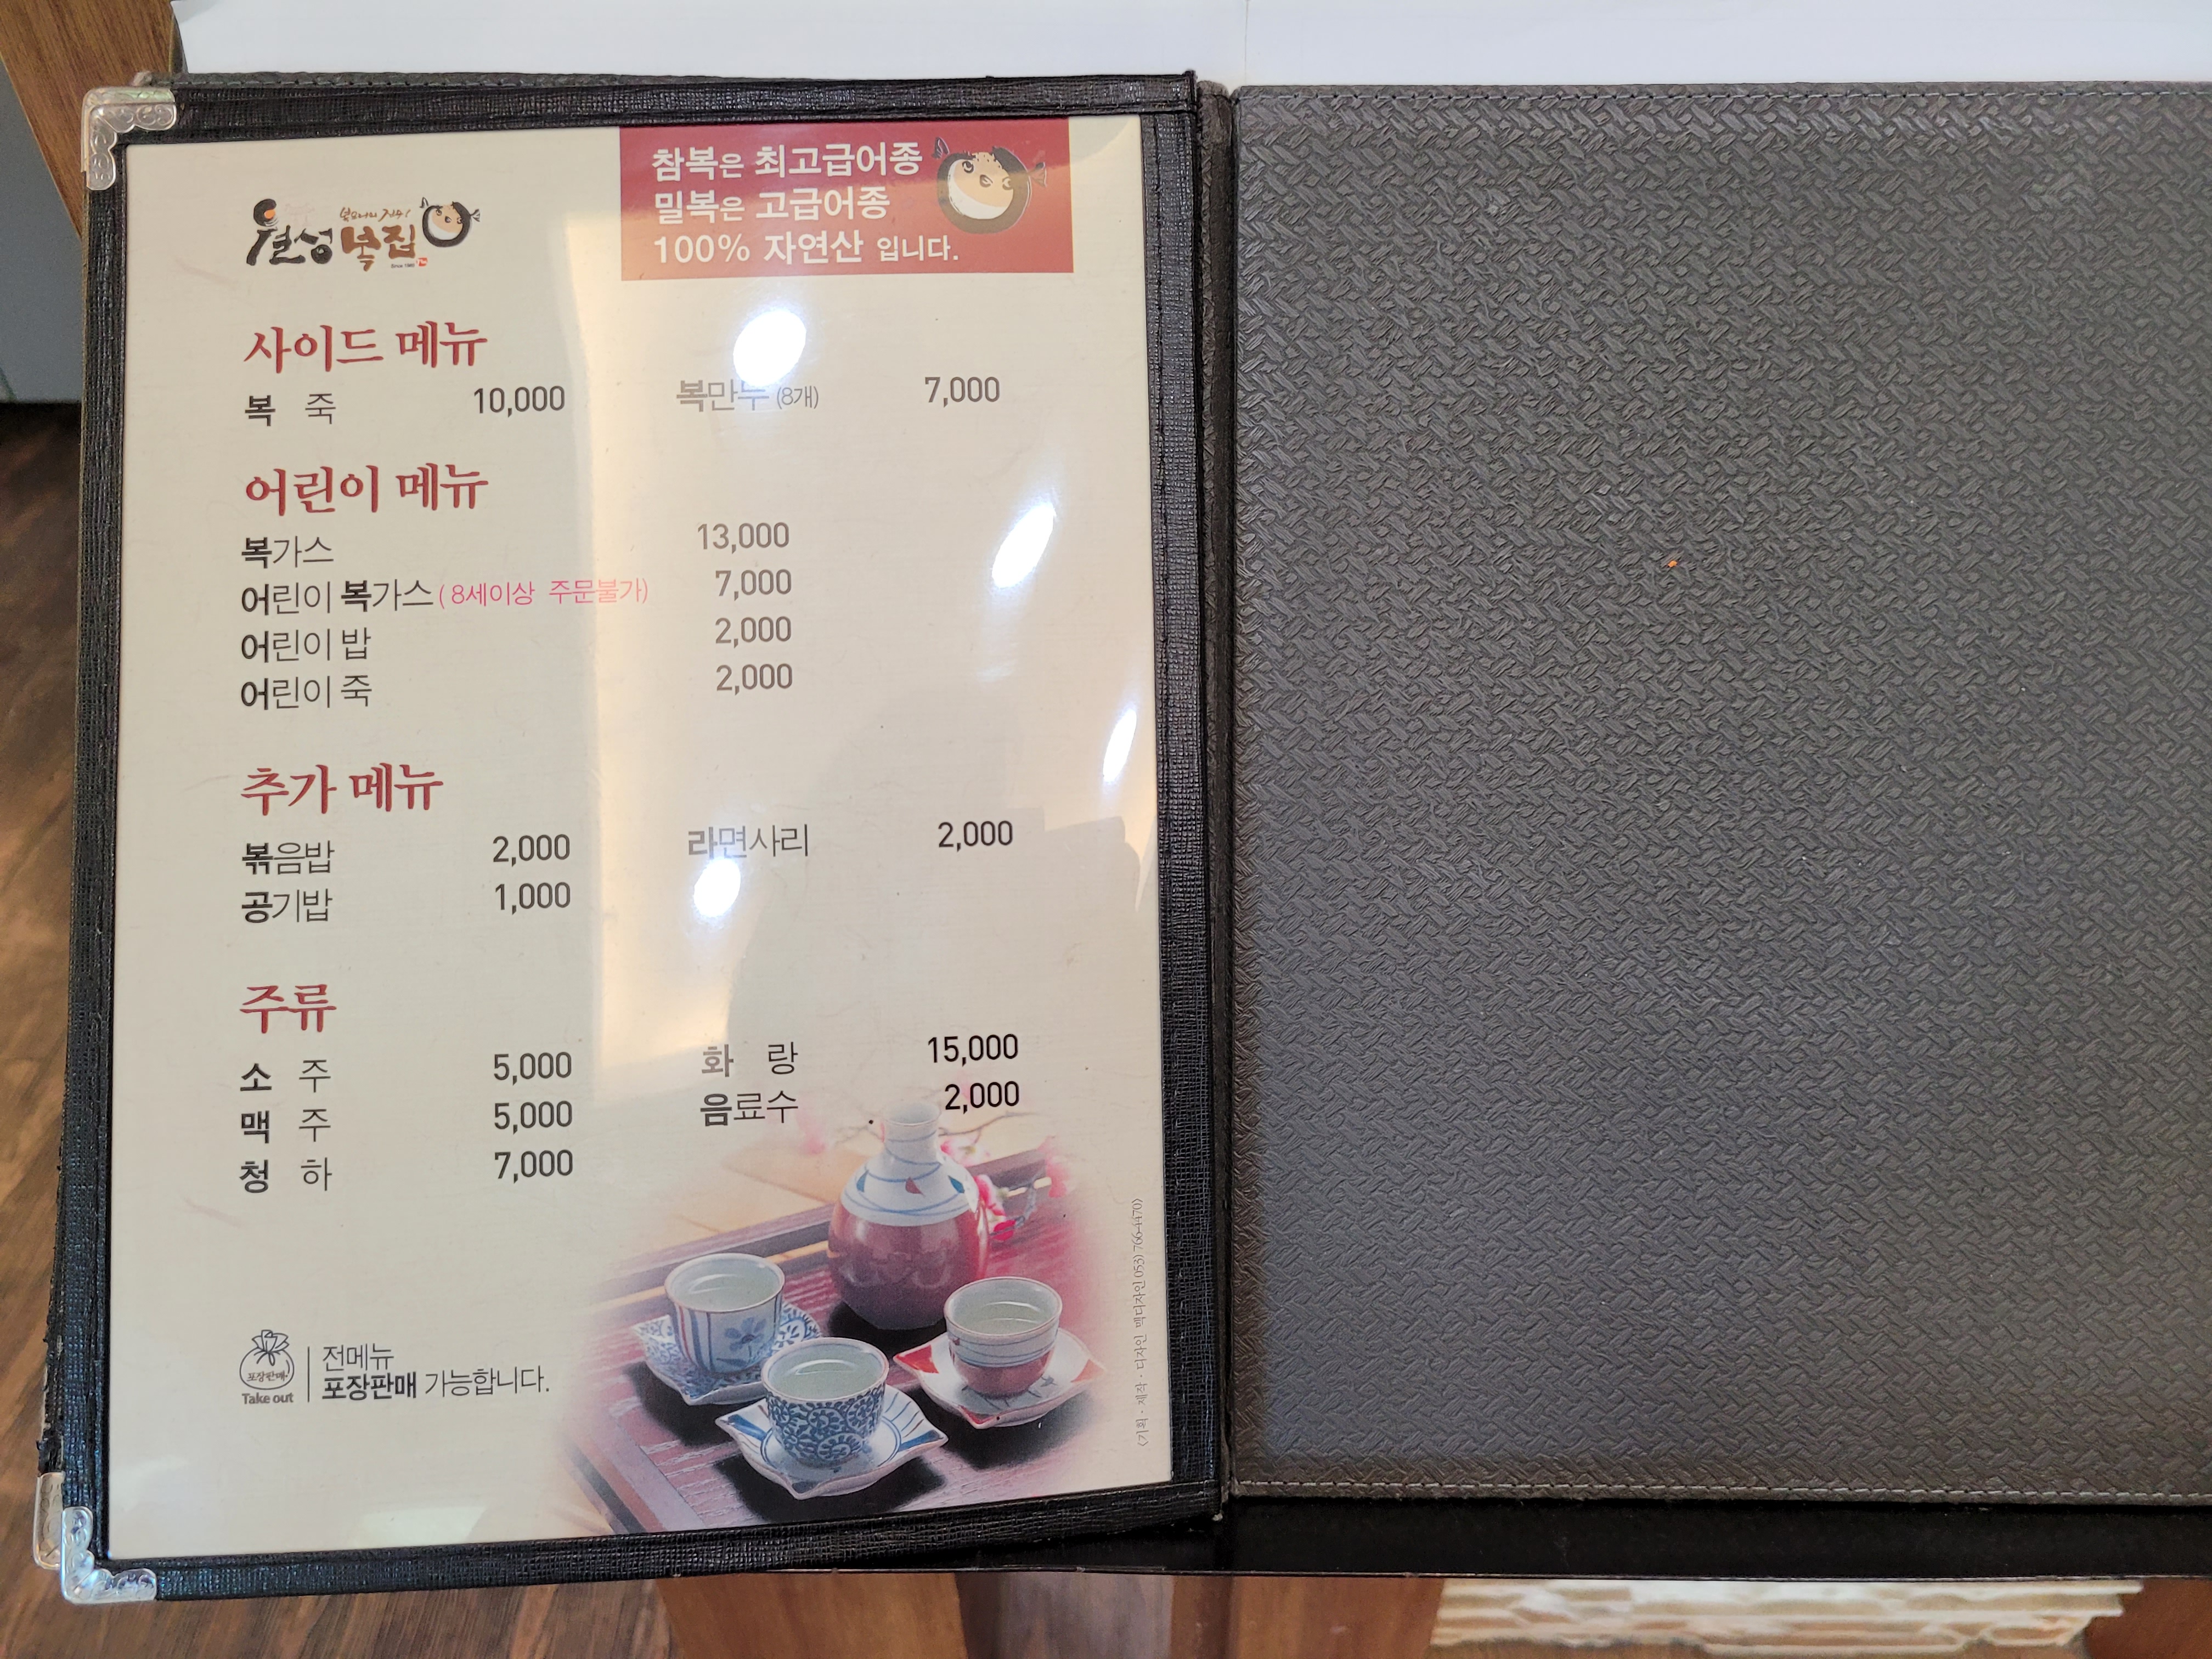 월성 복집
Since 1980
참복은 최고급어종
밀복은 고급어종
100% 자연산 입니다.
사이드 메뉴
복 죽 10,000 복만두 (8개) 7,000
어린이 메뉴
복가스 13,000
어린이 복가스 ( 8세이상 주문불가) 7,000
어린이 밥 2,000
어린이 죽 2,000
추가 메뉴
볶음밥 2,000 라면사리 2,000
공기밥 1,000
주류
소 주 5,000 화 랑 15,000
맥 주 5,000 음료수 2,000
청 하 7,000
포장판매
Take out
전메뉴
포장판매 가능합니다.